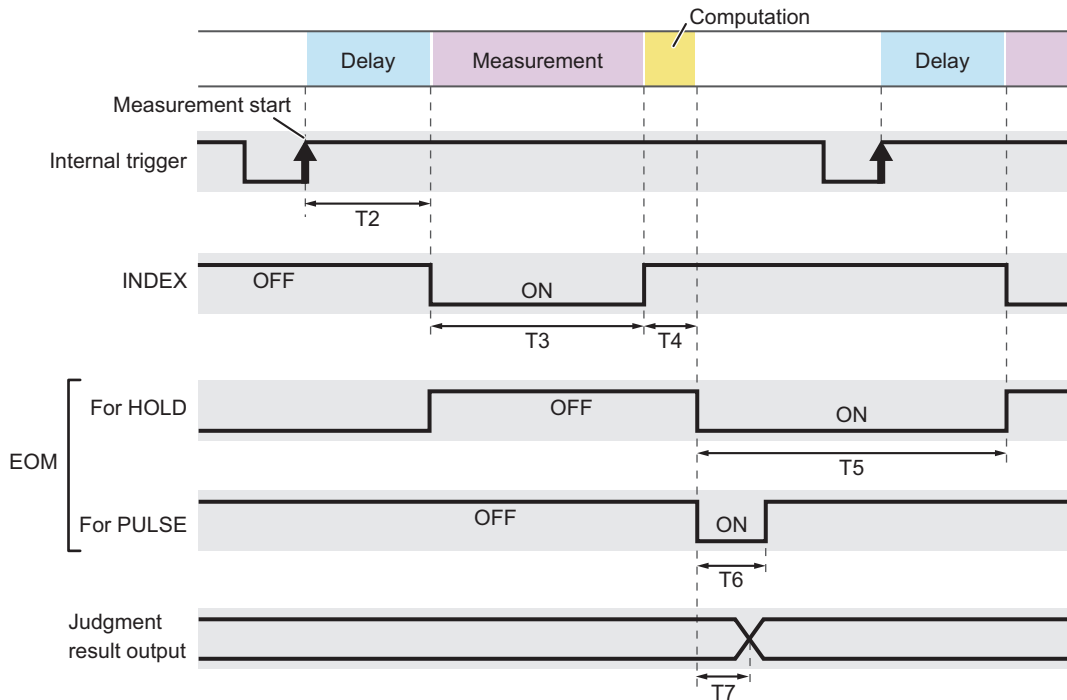 Computation
Delay
Measurement
Delay
Measurement start
Internal trigger
T2
INDEX
OFF
ON
T3
T4
EOM
For HOLD
OFF
ON
T5
For PULSE
OFF
ON
T6
Judgment
result output
T7